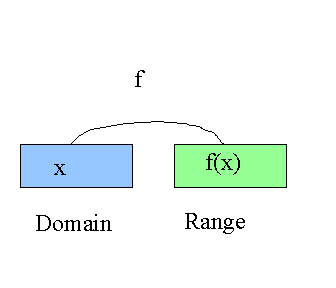 f
x
f(x)
Domain
Range